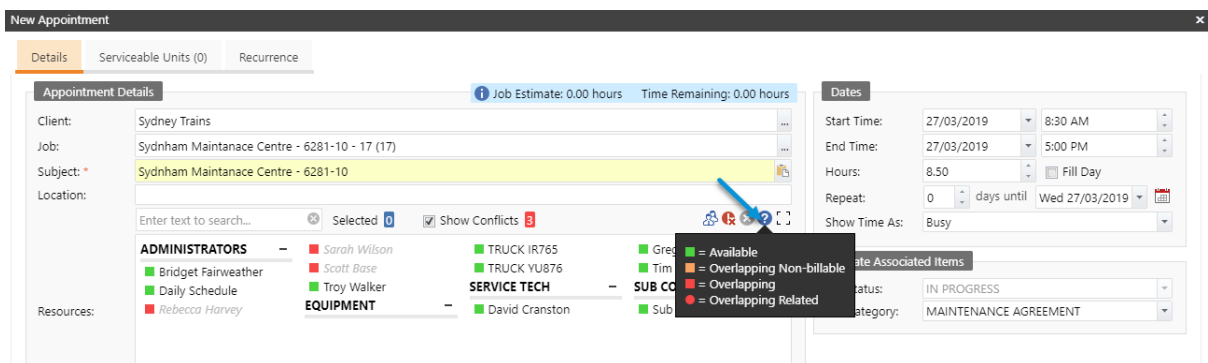 New Appointment ×
Details Serviceable Units (0) Recurrence
Appointment Details
Job Estimate: 0.00 hours Time Remaining: 0.00 hours
Client: Sydney Trains ...
Job: Sydnham Maintanace Centre - 6281-10 - 17 (17) ...
Subject: * Sydnham Maintanace Centre - 6281-10
Location:
Enter text to search... Selected 0 Show Conflicts 3
ADMINISTRATORS –
Bridget Fairweather
Daily Schedule
Resources: Rebecca Harvey
Sarah Wilson
Scott Base
Troy Walker
EQUIPMENT –
TRUCK IR765
TRUCK YU876
SERVICE TECH –
David Cranston
Greg
Tim
SUB CO
Sub
= Available
= Overlapping Non-billable
= Overlapping
= Overlapping Related
Dates
Start Time: 27/03/2019 8:30 AM
End Time: 27/03/2019 5:00 PM
Hours: 8.50 Fill Day
Repeat: 0 days until Wed 27/03/2019
Show Time As: Busy
ate Associated Items
tatus: IN PROGRESS
ategory: MAINTENANCE AGREEMENT